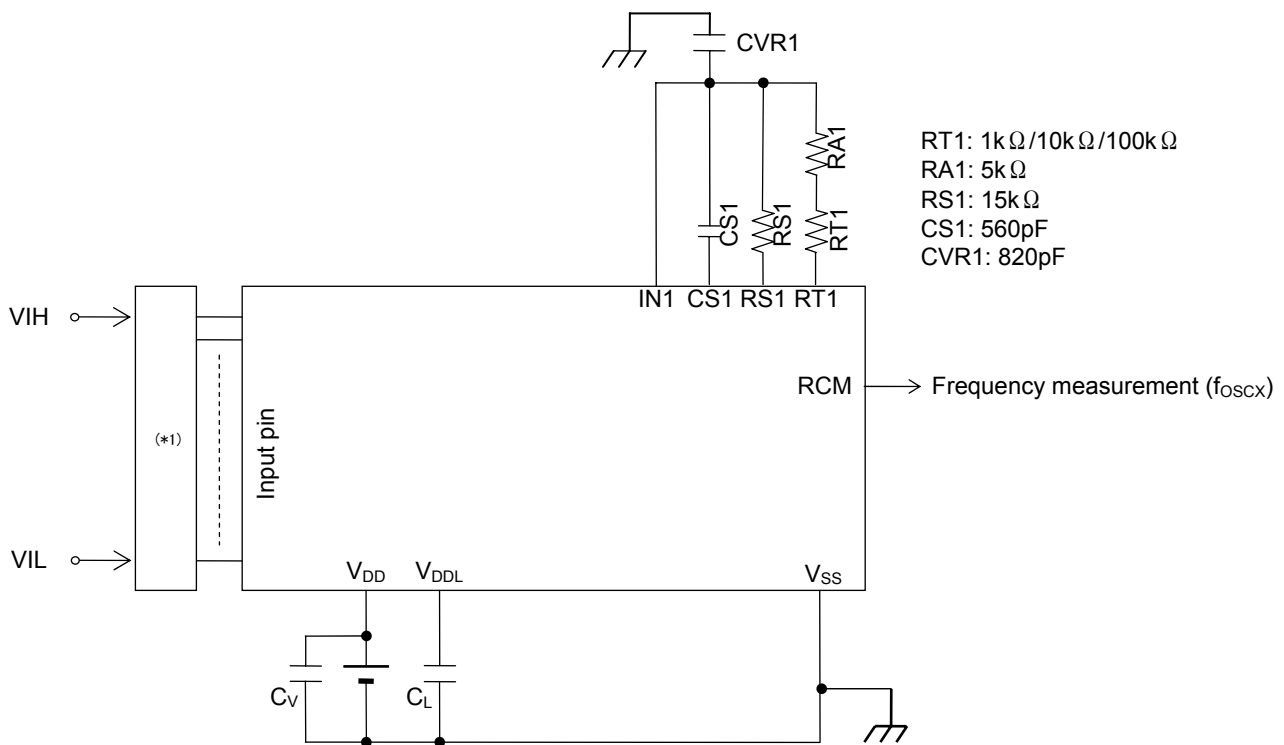 CVR1
RA1
CS1
RS1
RT1
RT1: 1kΩ/10kΩ/100kΩ
RA1: 5kΩ
RS1: 15kΩ
CS1: 560pF
CVR1: 820pF
IN1 CS1 RS1 RT1
VIH
(*1)
Input pin
RCM
Frequency measurement (fOSCX)
VIL
VDD VDDL VSS
CV CL